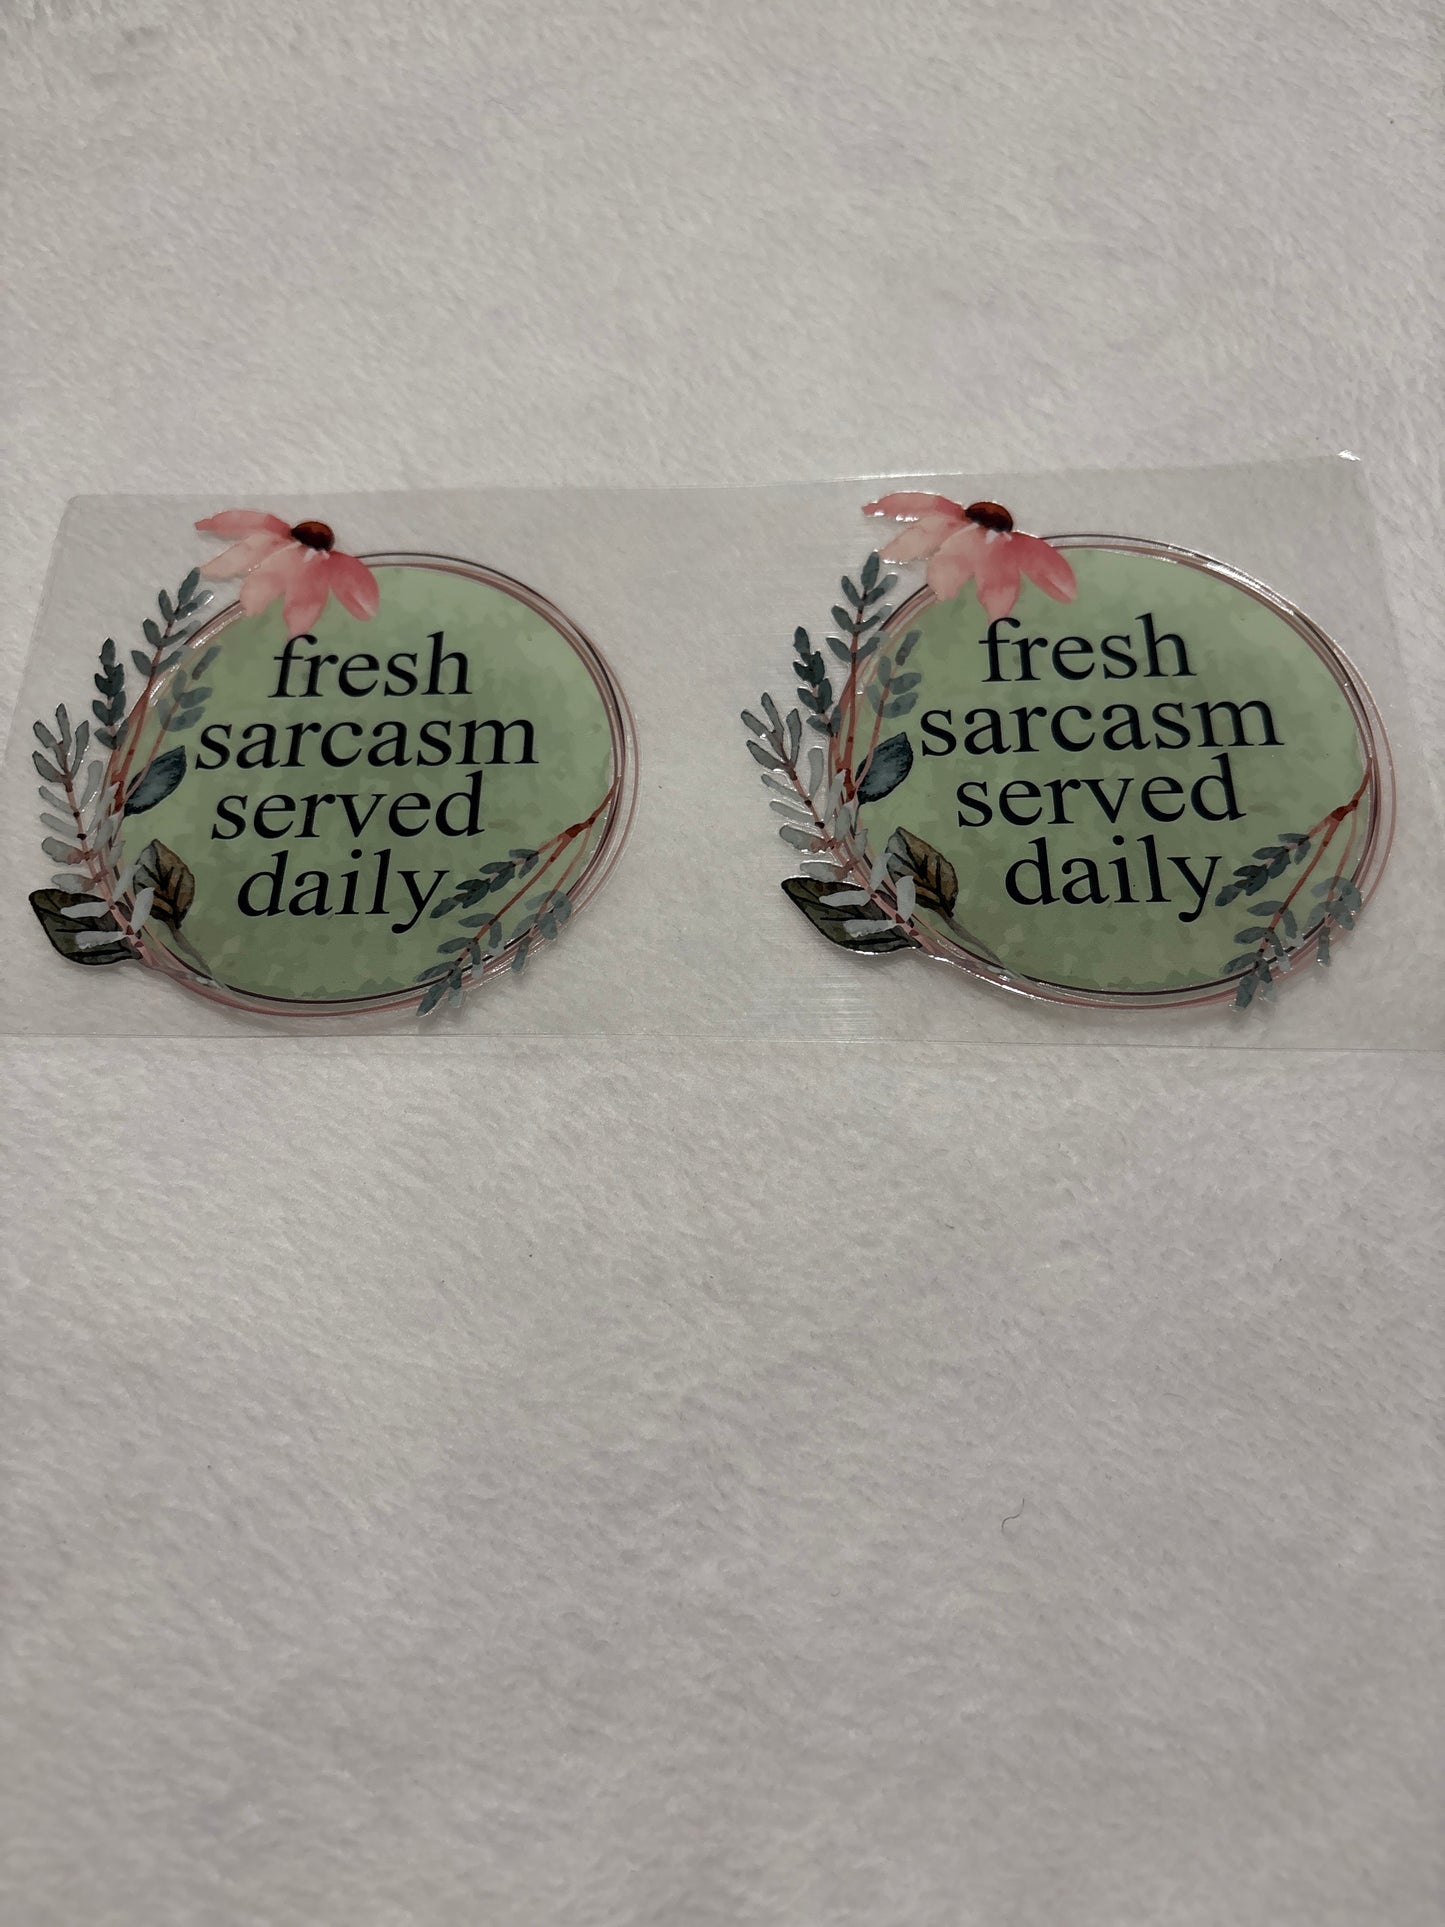 fresh
sarcasm
served
daily
fresh
sarcasm
served
daily